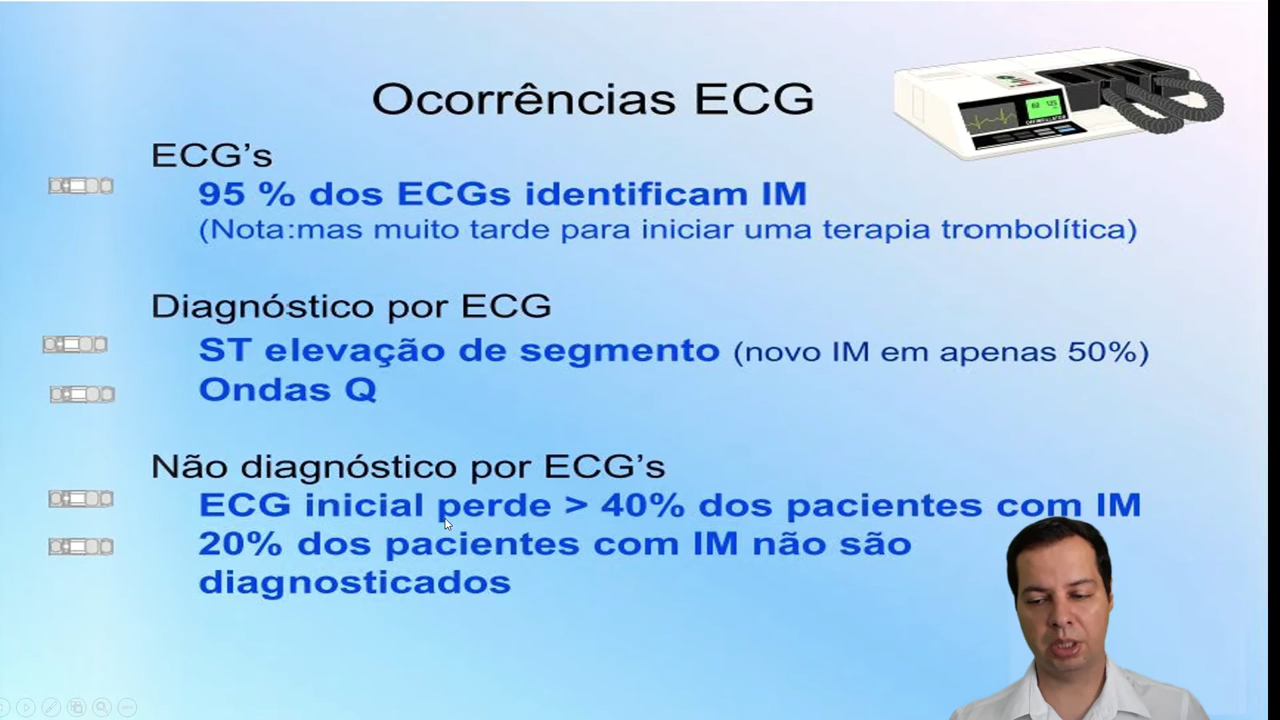 Ocorrências ECG
ECG’s
95 % dos ECGs identificam IM
(Nota:mas muito tarde para iniciar uma terapia trombolítica)
Diagnóstico por ECG
ST elevação de segmento (novo IM em apenas 50%)
Ondas Q
Não diagnóstico por ECG’s
ECG inicial perde > 40% dos pacientes com IM
20% dos pacientes com IM não são
diagnosticados